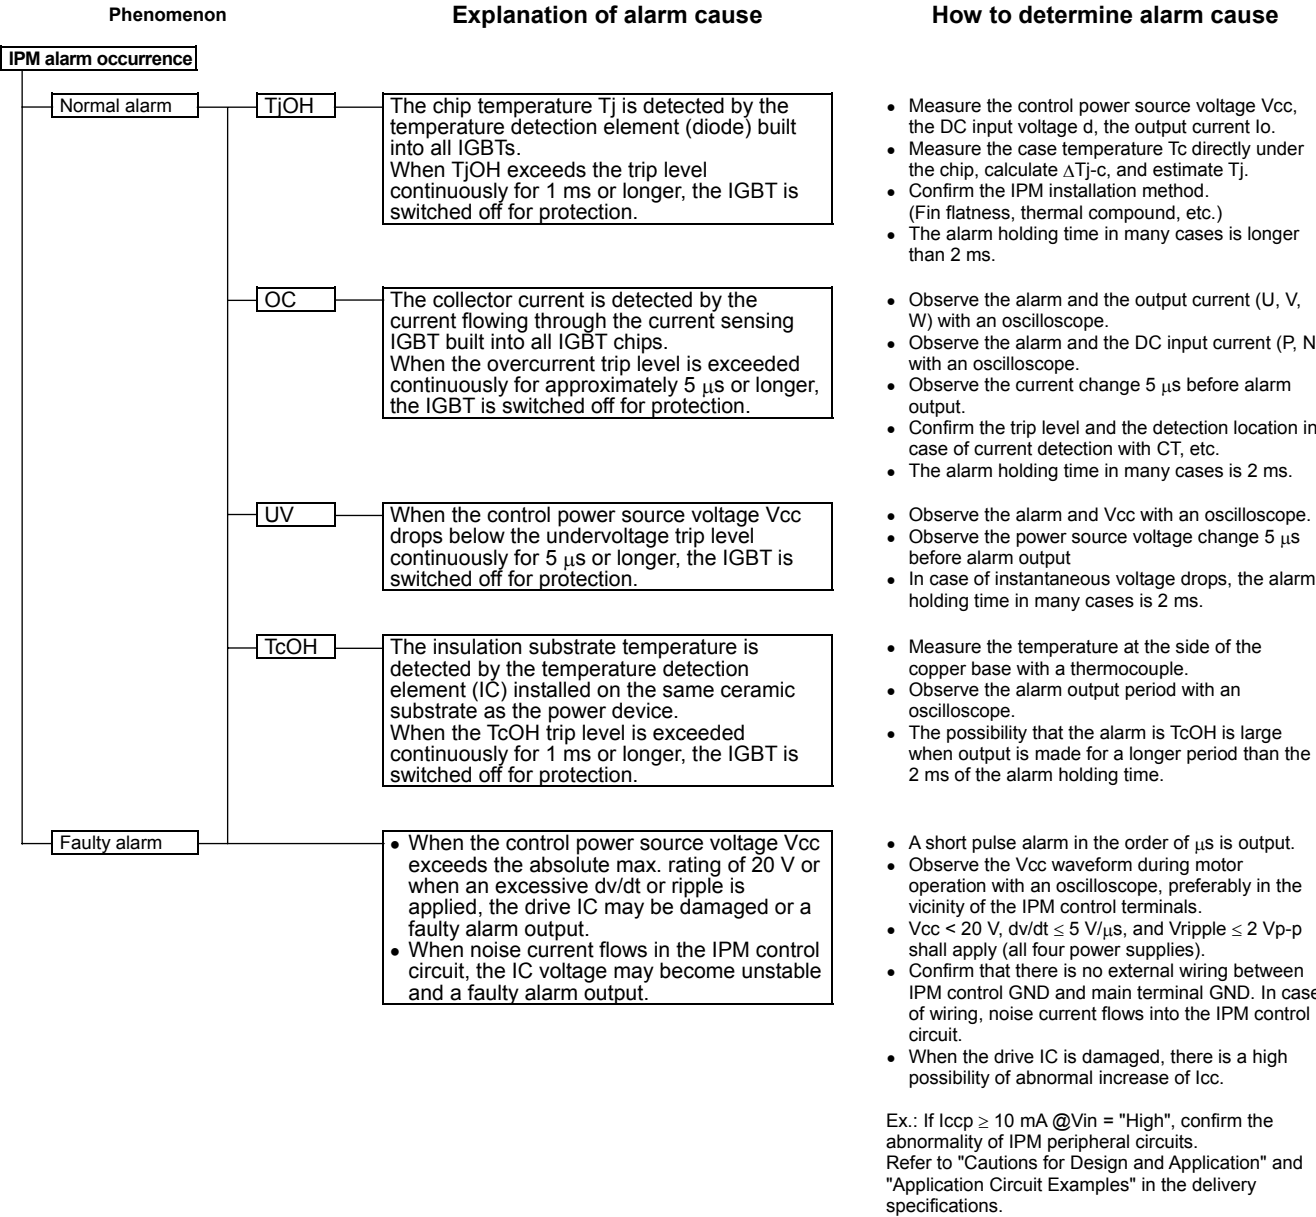 Phenomenon
Explanation of alarm cause
How to determine alarm cause
IPM alarm occurrence
Normal alarm
TjOH
The chip temperature Tj is detected by the
temperature detection element (diode) built
into all IGBTs.
When TjOH exceeds the trip level
continuously for 1 ms or longer, the IGBT is
switched off for protection.
• Measure the control power source voltage Vcc,
the DC input voltage d, the output current Io.
• Measure the case temperature Tc directly under
the chip, calculate ΔTj-c, and estimate Tj.
• Confirm the IPM installation method.
(Fin flatness, thermal compound, etc.)
• The alarm holding time in many cases is longer
than 2 ms.
OC
The collector current is detected by the
current flowing through the current sensing
IGBT built into all IGBT chips.
When the overcurrent trip level is exceeded
continuously for approximately 5 μs or longer,
the IGBT is switched off for protection.
• Observe the alarm and the output current (U, V,
W) with an oscilloscope.
• Observe the alarm and the DC input current (P, N
with an oscilloscope.
• Observe the current change 5 μs before alarm
output.
• Confirm the trip level and the detection location in
case of current detection with CT, etc.
• The alarm holding time in many cases is 2 ms.
UV
When the control power source voltage Vcc
drops below the undervoltage trip level
continuously for 5 μs or longer, the IGBT is
switched off for protection.
• Observe the alarm and Vcc with an oscilloscope.
• Observe the power source voltage change 5 μs
before alarm output
• In case of instantaneous voltage drops, the alarm
holding time in many cases is 2 ms.
TcOH
The insulation substrate temperature is
detected by the temperature detection
element (IC) installed on the same ceramic
substrate as the power device.
When the TcOH trip level is exceeded
continuously for 1 ms or longer, the IGBT is
switched off for protection.
• Measure the temperature at the side of the
copper base with a thermocouple.
• Observe the alarm output period with an
oscilloscope.
• The possibility that the alarm is TcOH is large
when output is made for a longer period than the
2 ms of the alarm holding time.
Faulty alarm
• When the control power source voltage Vcc
exceeds the absolute max. rating of 20 V or
when an excessive dv/dt or ripple is
applied, the drive IC may be damaged or a
faulty alarm output.
• When noise current flows in the IPM control
circuit, the IC voltage may become unstable
and a faulty alarm output.
• A short pulse alarm in the order of μs is output.
• Observe the Vcc waveform during motor
operation with an oscilloscope, preferably in the
vicinity of the IPM control terminals.
• Vcc < 20 V, dv/dt ≤ 5 V/μs, and Vripple ≤ 2 Vp-p
shall apply (all four power supplies).
• Confirm that there is no external wiring between
IPM control GND and main terminal GND. In case
of wiring, noise current flows into the IPM control
circuit.
• When the drive IC is damaged, there is a high
possibility of abnormal increase of Icc.
Ex.: If Iccp ≥ 10 mA @Vin = "High", confirm the
abnormality of IPM peripheral circuits.
Refer to "Cautions for Design and Application" and
"Application Circuit Examples" in the delivery
specifications.